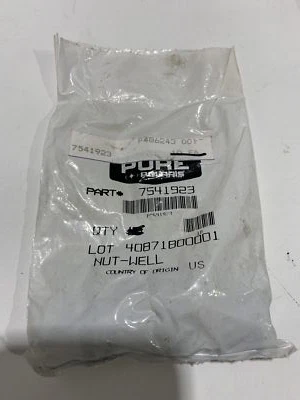 7541923
PURE
POLARIS
PART# 7541923
QTY
LOT 40871800001
NUT-WELL
COUNTRY OF ORIGIN US